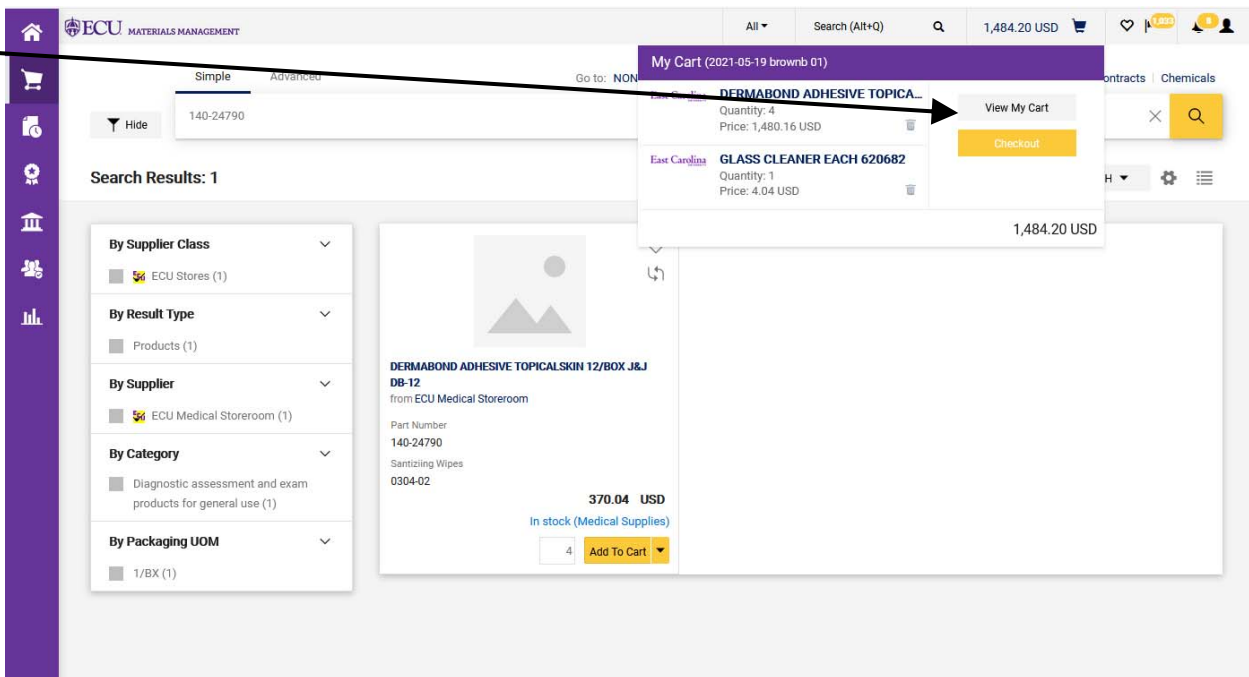 ECU MATERIALS MANAGEMENT
All
Search (Alt+Q)
1,484.20 USD
Simple
Advanced
Go to: NON
ontracts | Chemicals
Hide
140-24790
My Cart (2021-05-19 brownb 01)
East Carolina
DERMABOND ADHESIVE TOPICA...
Quantity: 4
Price: 1,480.16 USD
View My Cart
Checkout
East Carolina
GLASS CLEANER EACH 620682
Quantity: 1
Price: 4.04 USD
1,484.20 USD
Search Results: 1
H
By Supplier Class
ECU Stores (1)
By Result Type
Products (1)
By Supplier
ECU Medical Storeroom (1)
By Category
Diagnostic assessment and exam
products for general use (1)
By Packaging UOM
1/BX (1)
DERMABOND ADHESIVE TOPICALSKIN 12/BOX J&J
DB-12
from ECU Medical Storeroom
Part Number
140-24790
Santiziing Wipes
0304-02
370.04 USD
In stock (Medical Supplies)
4
Add To Cart